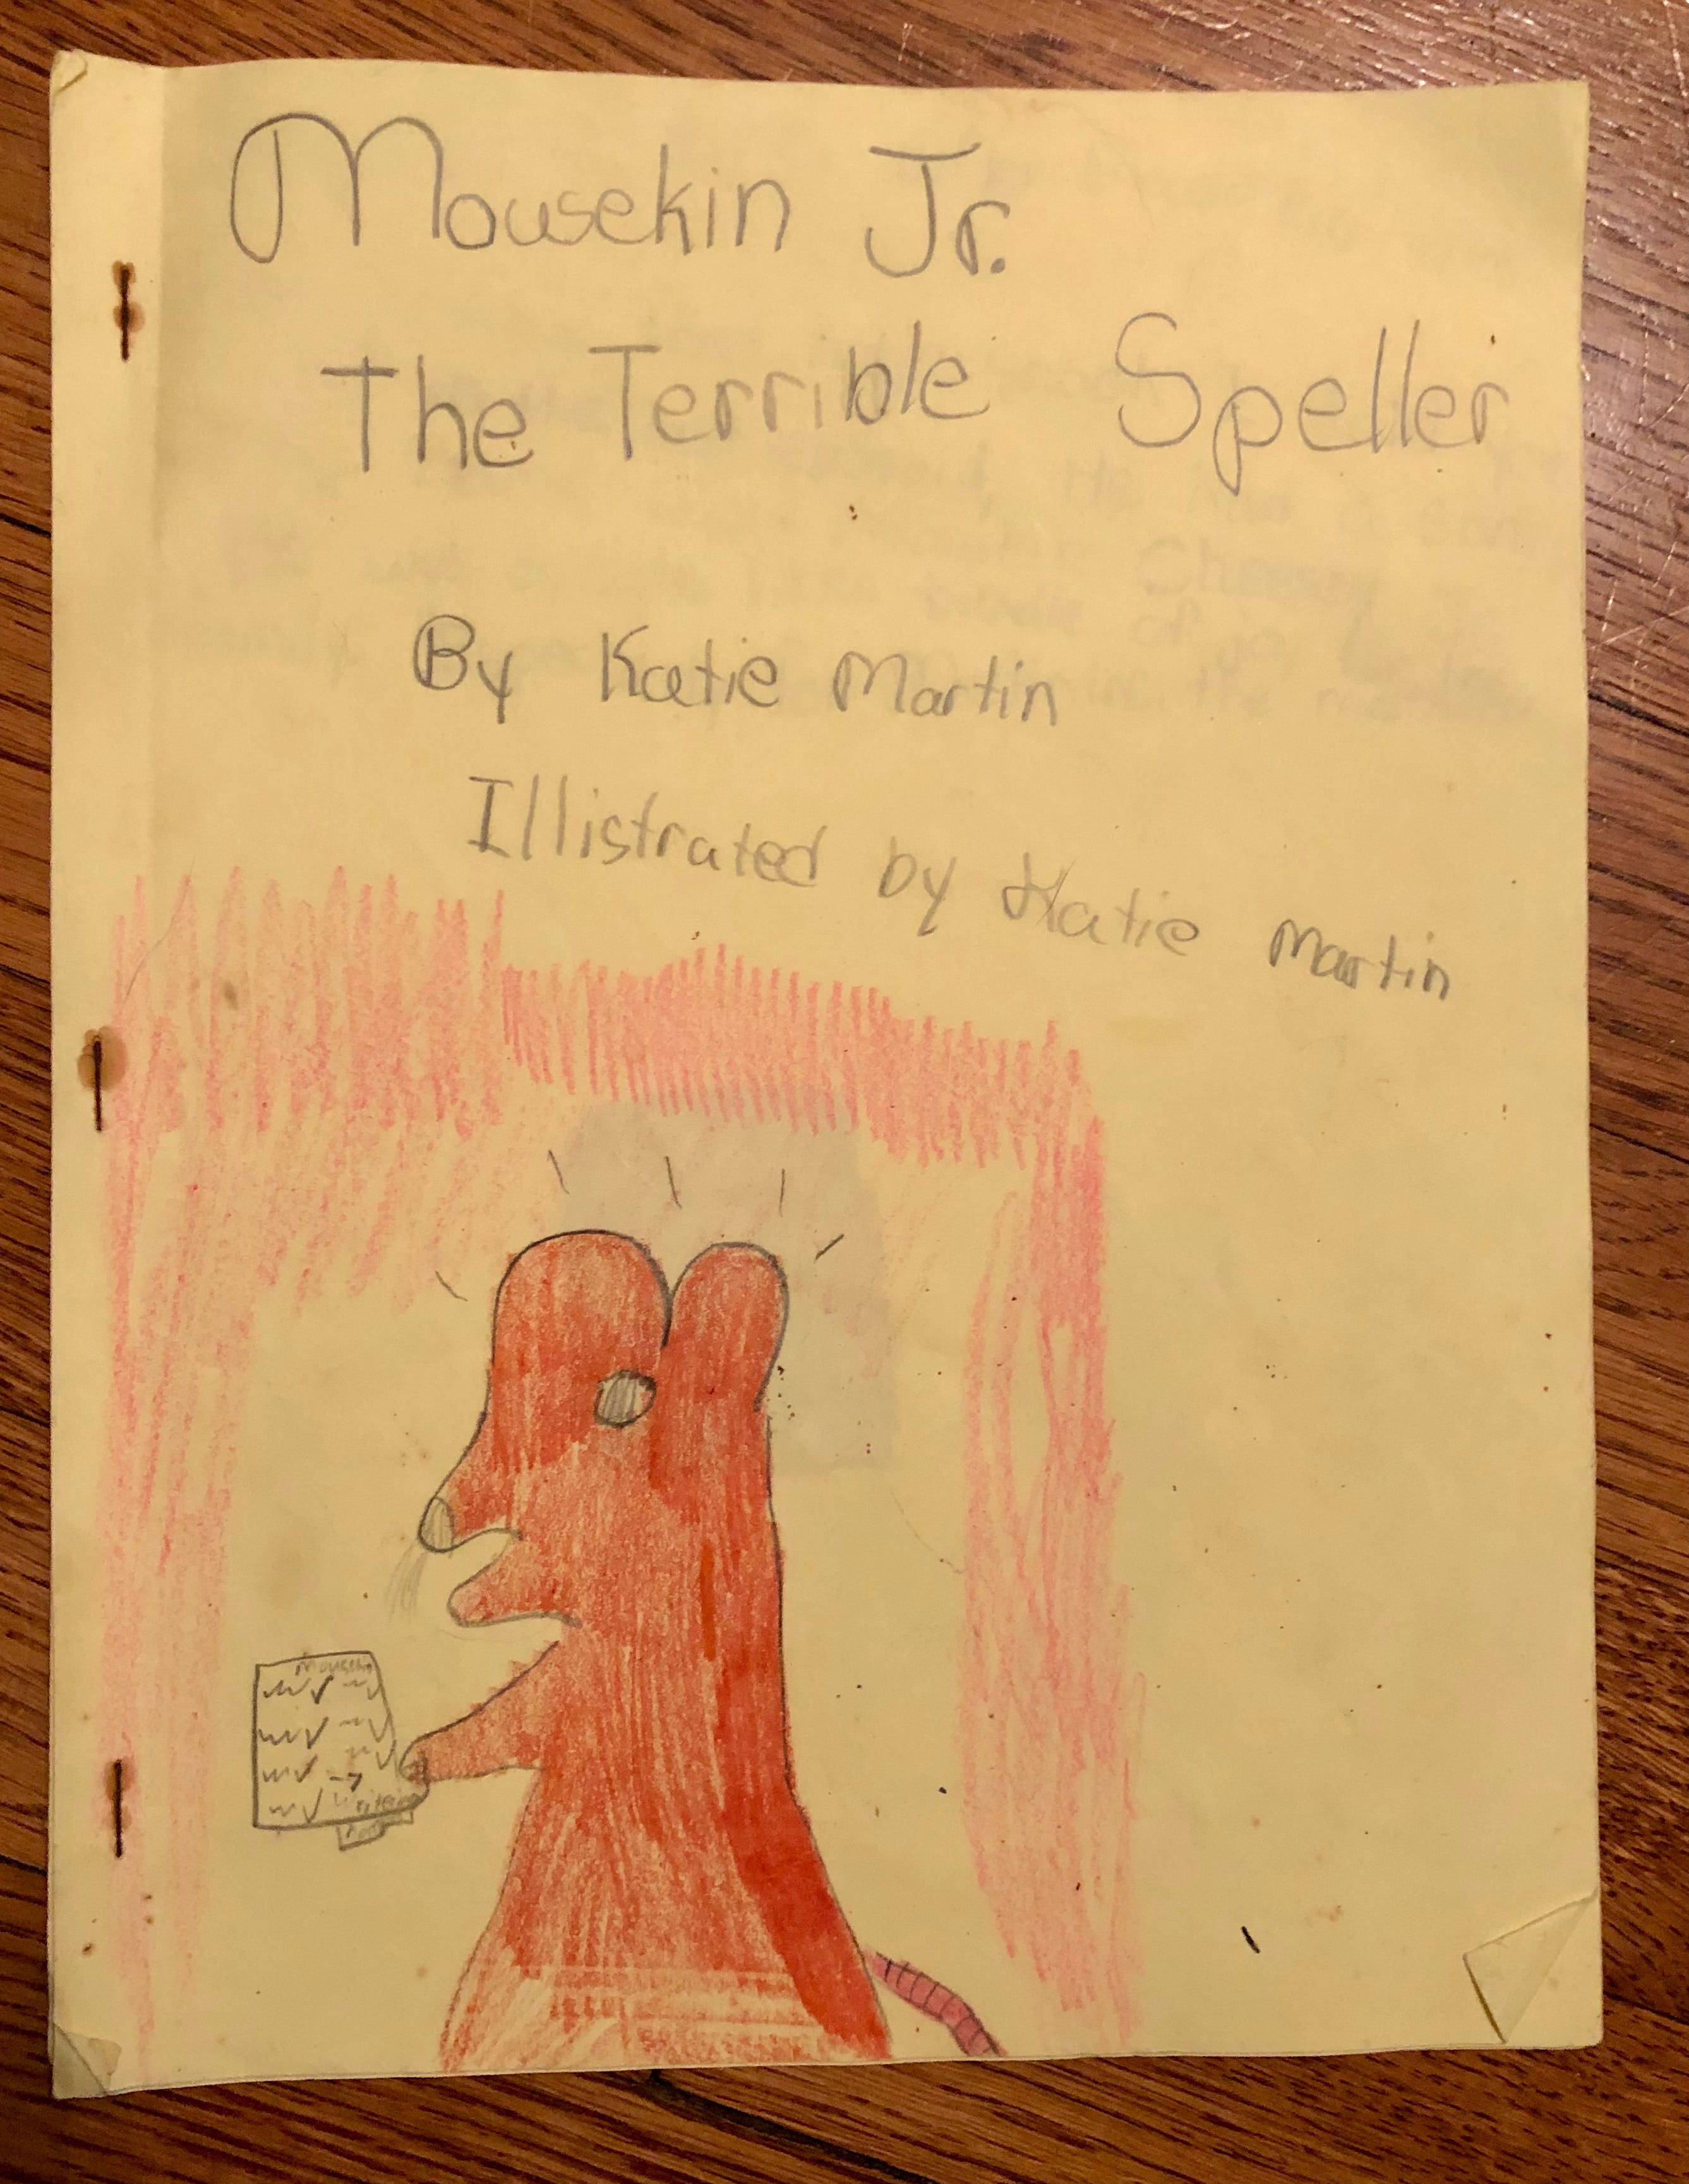 Mousekin Jr.
The Terrible Speller
By Katie Martin
Illistrated by Katie Martin